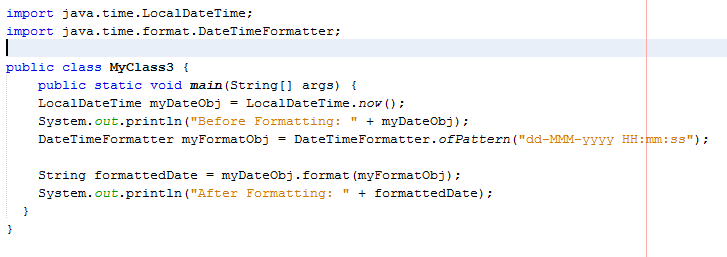 import java.time.LocalDateTime;
import java.time.format.DateTimeFormatter;
public class MyClass3 {
public static void main(String[] args) {
LocalDateTime myDateObj = LocalDateTime.now();
System.out.println("Before Formatting: " + myDateObj);
DateTimeFormatter myFormatObj = DateTimeFormatter.ofPattern("dd-MMM-yyyy HH:mm:ss");
String formattedDate = myDateObj.format(myFormatObj);
System.out.println("After Formatting: " + formattedDate);
}
}